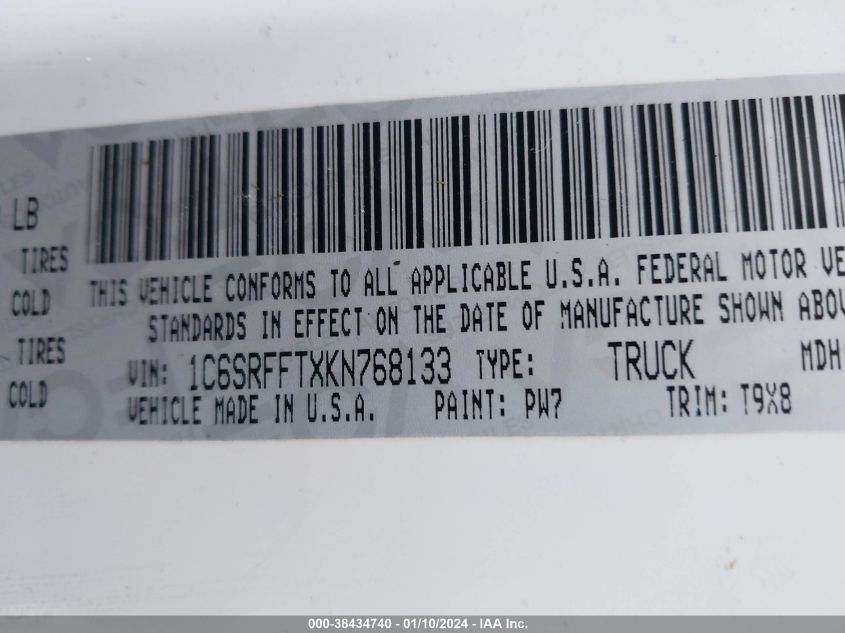 LB
TIRES
COLD
TIRES
COLD
THIS VEHICLE CONFORMS TO ALL APPLICABLE U.S.A. FEDERAL MOTOR VE
STANDARDS IN EFFECT ON THE DATE OF MANUFACTURE SHOWN ABOV
VIN: 1C6SRFFTXKN768133 TYPE: TRUCK MDH
VEHICLE MADE IN U.S.A. PAINT: PW7 TRIM: T9X8
000-38434740 - 01/10/2024 - IAA Inc.